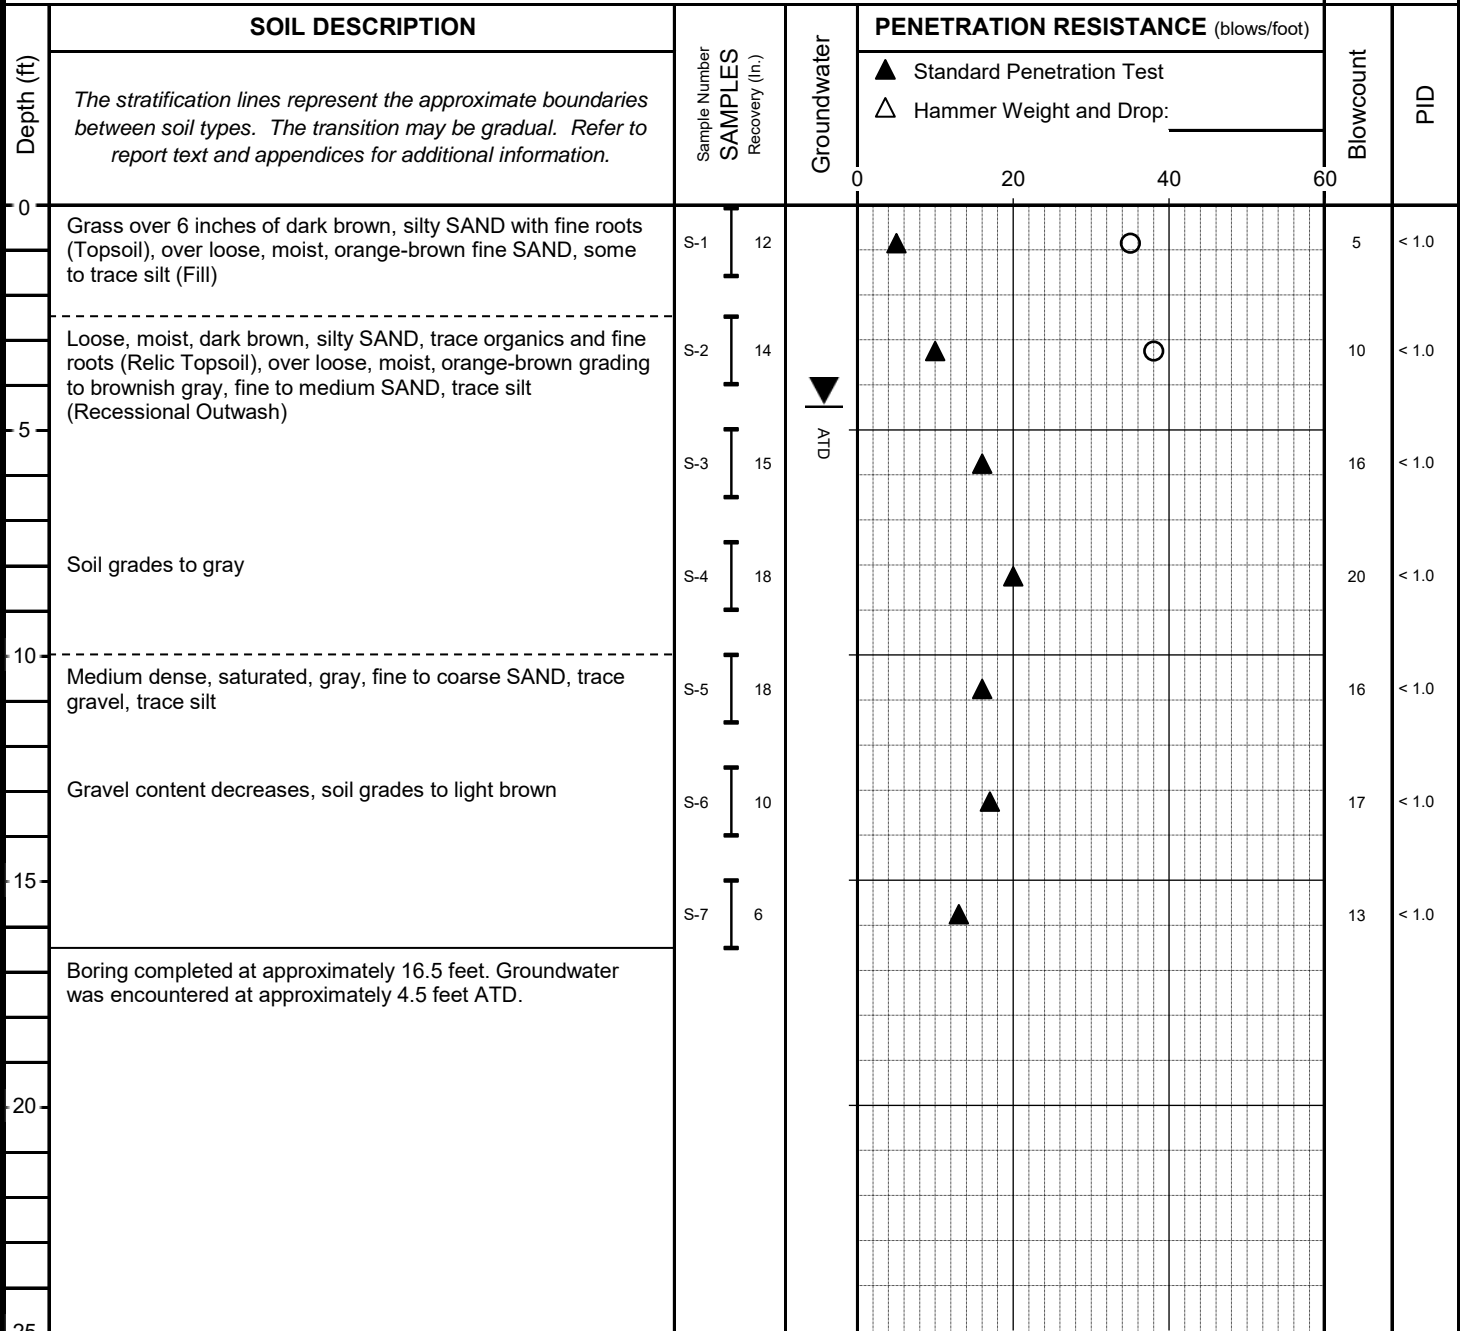 Depth (ft)
SOIL DESCRIPTION
The stratification lines represent the approximate boundaries
between soil types. The transition may be gradual. Refer to
report text and appendices for additional information.
Sample Number
SAMPLES
Recovery (In.)
Groundwater
PENETRATION RESISTANCE (blows/foot)
Standard Penetration Test
Hammer Weight and Drop:
0 20 40 60
Blowcount
PID
0
Grass over 6 inches of dark brown, silty SAND with fine roots
(Topsoil), over loose, moist, orange-brown fine SAND, some
to trace silt (Fill)
S-1 12 5 < 1.0
Loose, moist, dark brown, silty SAND, trace organics and fine
roots (Relic Topsoil), over loose, moist, orange-brown grading
to brownish gray, fine to medium SAND, trace silt
(Recessional Outwash)
S-2 14 10 < 1.0
5
ATD
S-3 15 16 < 1.0
Soil grades to gray
S-4 18 20 < 1.0
10
Medium dense, saturated, gray, fine to coarse SAND, trace
gravel, trace silt
S-5 18 16 < 1.0
Gravel content decreases, soil grades to light brown
S-6 10 17 < 1.0
15
S-7 6 13 < 1.0
Boring completed at approximately 16.5 feet. Groundwater
was encountered at approximately 4.5 feet ATD.
20
25